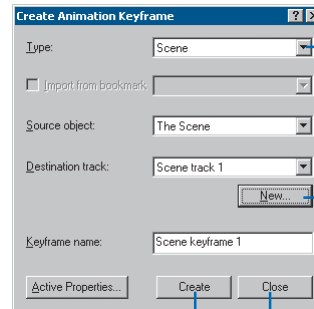 Create Animation Keyframe
Type: Scene
Import from bookmark
Source object: The Scene
Destination track: Scene track 1
New...
Keyframe name: Scene keyframe 1
Active Properties... Create Close